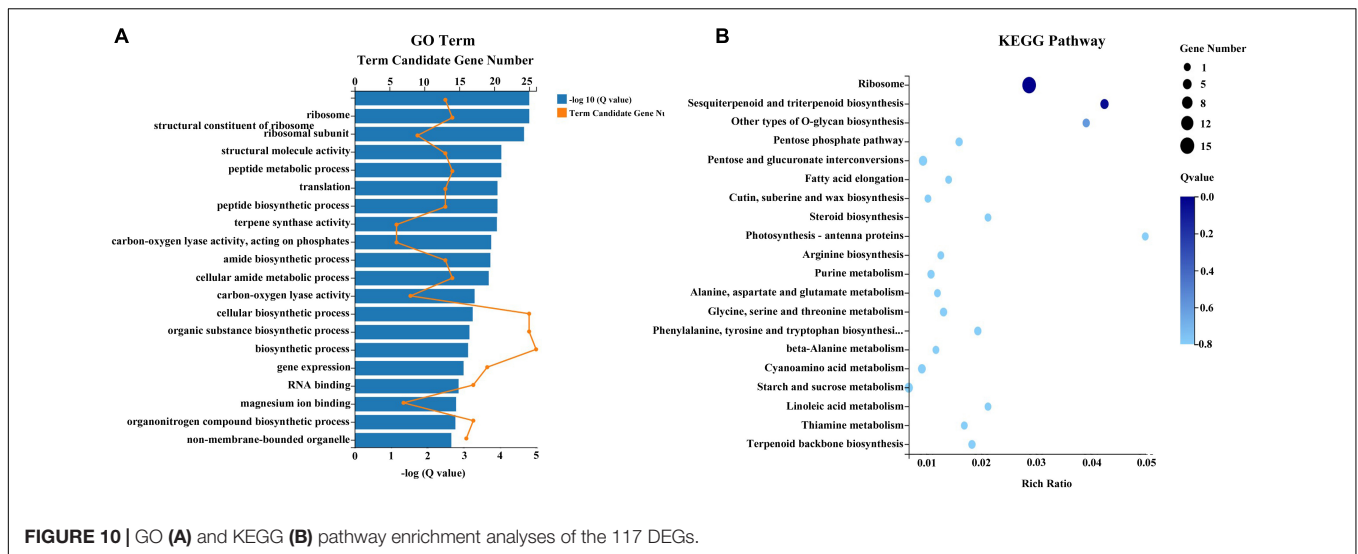 A
GO Term
Term Candidate Gene Number
0 5 10 15 20 25
-log 10 (Q value)
Term Candidate Gene Nu
ribosome
structural constituent of ribosome
ribosomal subunit
structural molecule activity
peptide metabolic process
translation
peptide biosynthetic process
terpene synthase activity
carbon-oxygen lyase activity, acting on phosphates
amide biosynthetic process
cellular amide metabolic process
carbon-oxygen lyase activity
cellular biosynthetic process
organic substance biosynthetic process
biosynthetic process
gene expression
RNA binding
magnesium ion binding
organonitrogen compound biosynthetic process
non-membrane-bounded organelle
0 1 2 3 4 5
-log (Q value)
B
KEGG Pathway
Ribosome
Sesquiterpenoid and triterpenoid biosynthesis
Other types of O-glycan biosynthesis
Pentose phosphate pathway
Pentose and glucuronate interconversions
Fatty acid elongation
Cutin, suberine and wax biosynthesis
Steroid biosynthesis
Photosynthesis - antenna proteins
Arginine biosynthesis
Purine metabolism
Alanine, aspartate and glutamate metabolism
Glycine, serine and threonine metabolism
Phenylalanine, tyrosine and tryptophan biosynthesi...
beta-Alanine metabolism
Cyanoamino acid metabolism
Starch and sucrose metabolism
Linoleic acid metabolism
Thiamine metabolism
Terpenoid backbone biosynthesis
0.01 0.02 0.03 0.04 0.05
Rich Ratio
Gene Number
1
5
8
12
15
Qvalue
0.0
0.2
0.4
0.6
0.8
FIGURE 10 | GO (A) and KEGG (B) pathway enrichment analyses of the 117 DEGs.